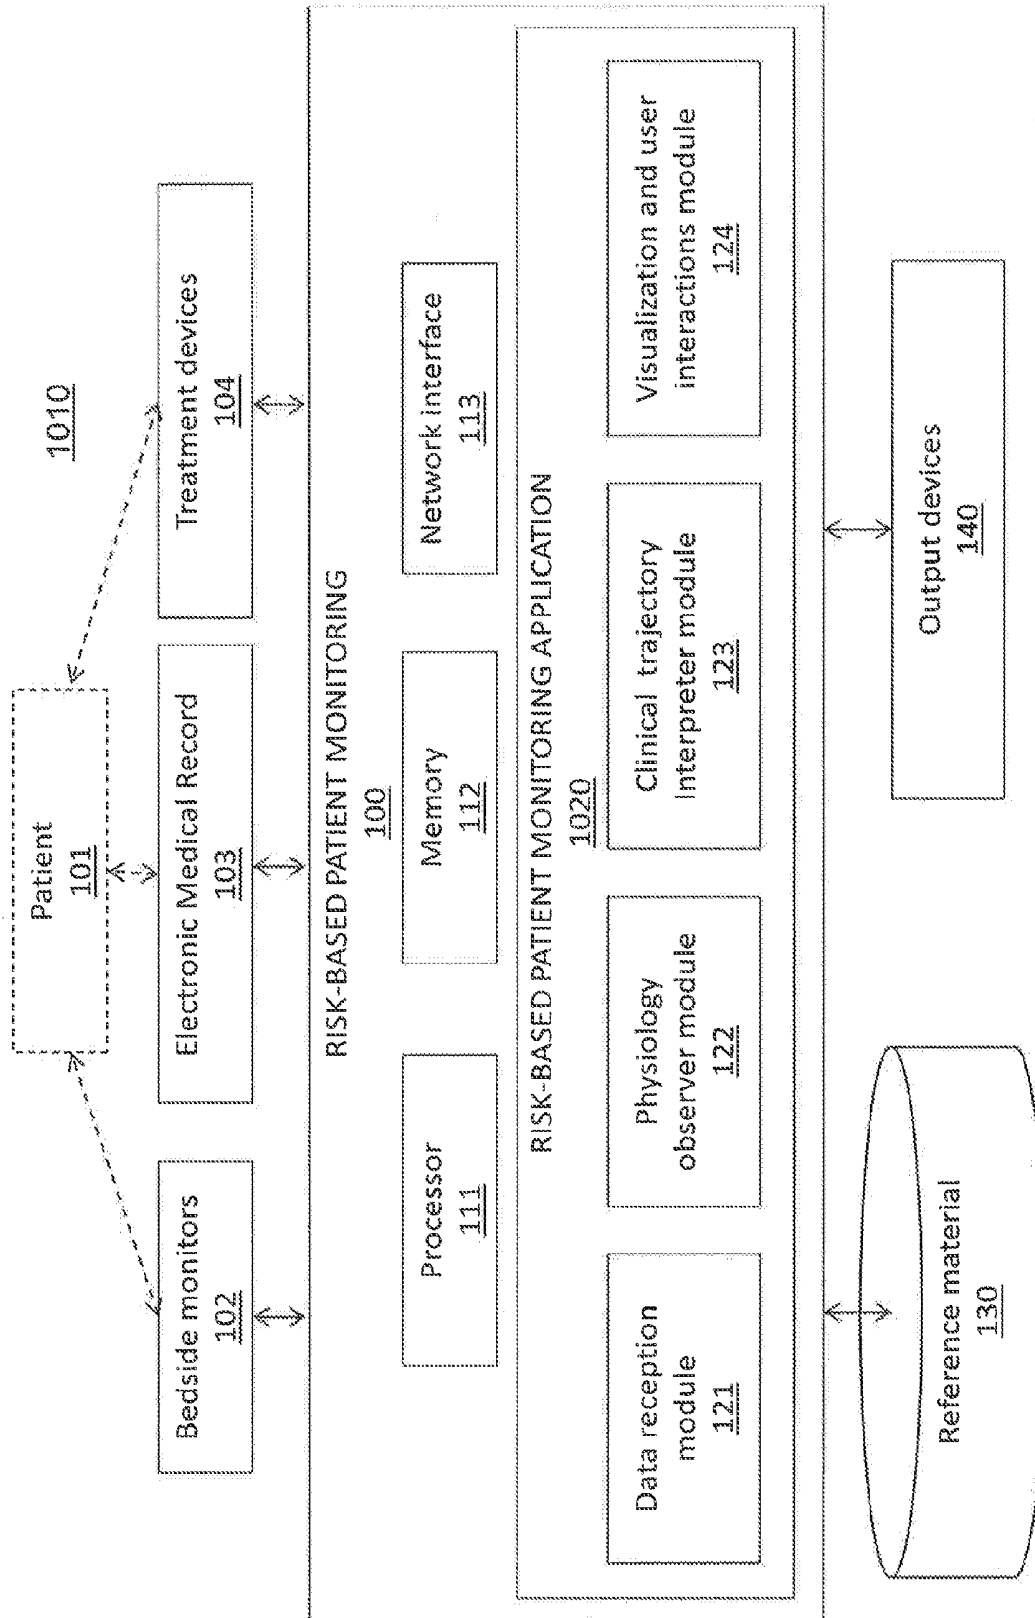 1010
Patient
101
Bedside monitors
102
Electronic Medical Record
103
Treatment devices
104
RISK-BASED PATIENT MONITORING
100
Processor
111
Memory
112
Network interface
113
RISK-BASED PATIENT MONITORING APPLICATION
1020
Data reception
module
121
Physiology
observer module
122
Clinical trajectory
Interpreter module
123
Visualization and user
interactions module
124
Reference material
130
Output devices
140